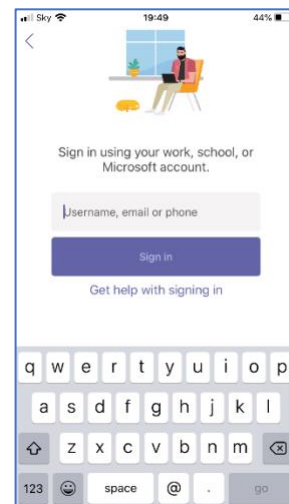 Sky 19:49 44%
Sign in using your work, school, or
Microsoft account.
Username, email or phone
Sign in
Get help with signing in
q w e r t y u i o p
a s d f g h j k l
z x c v b n m
123 space @ . go